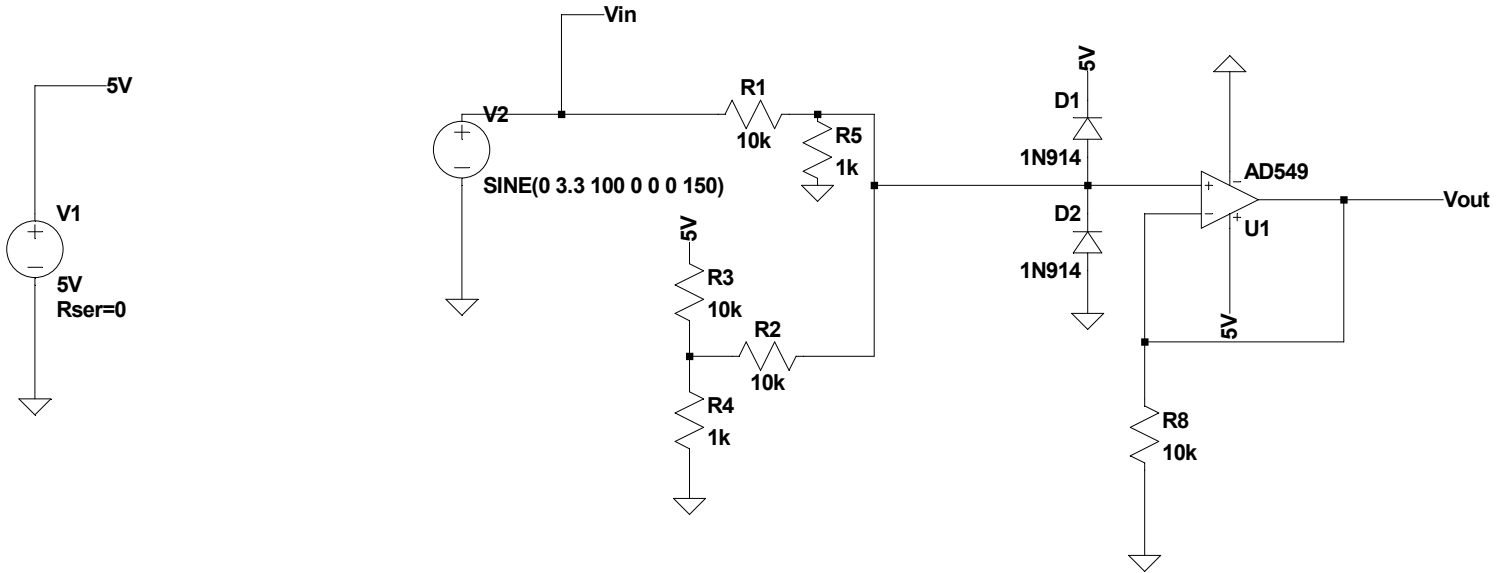 Vin
5V
V1
5V
Rser=0
V2
SINE(0 3.3 100 0 0 0 150)
R1
10k
R5
1k
5V
R3
10k
R2
10k
R4
1k
5V
D1
1N914
D2
1N914
AD549
U1
5V
Vout
R8
10k